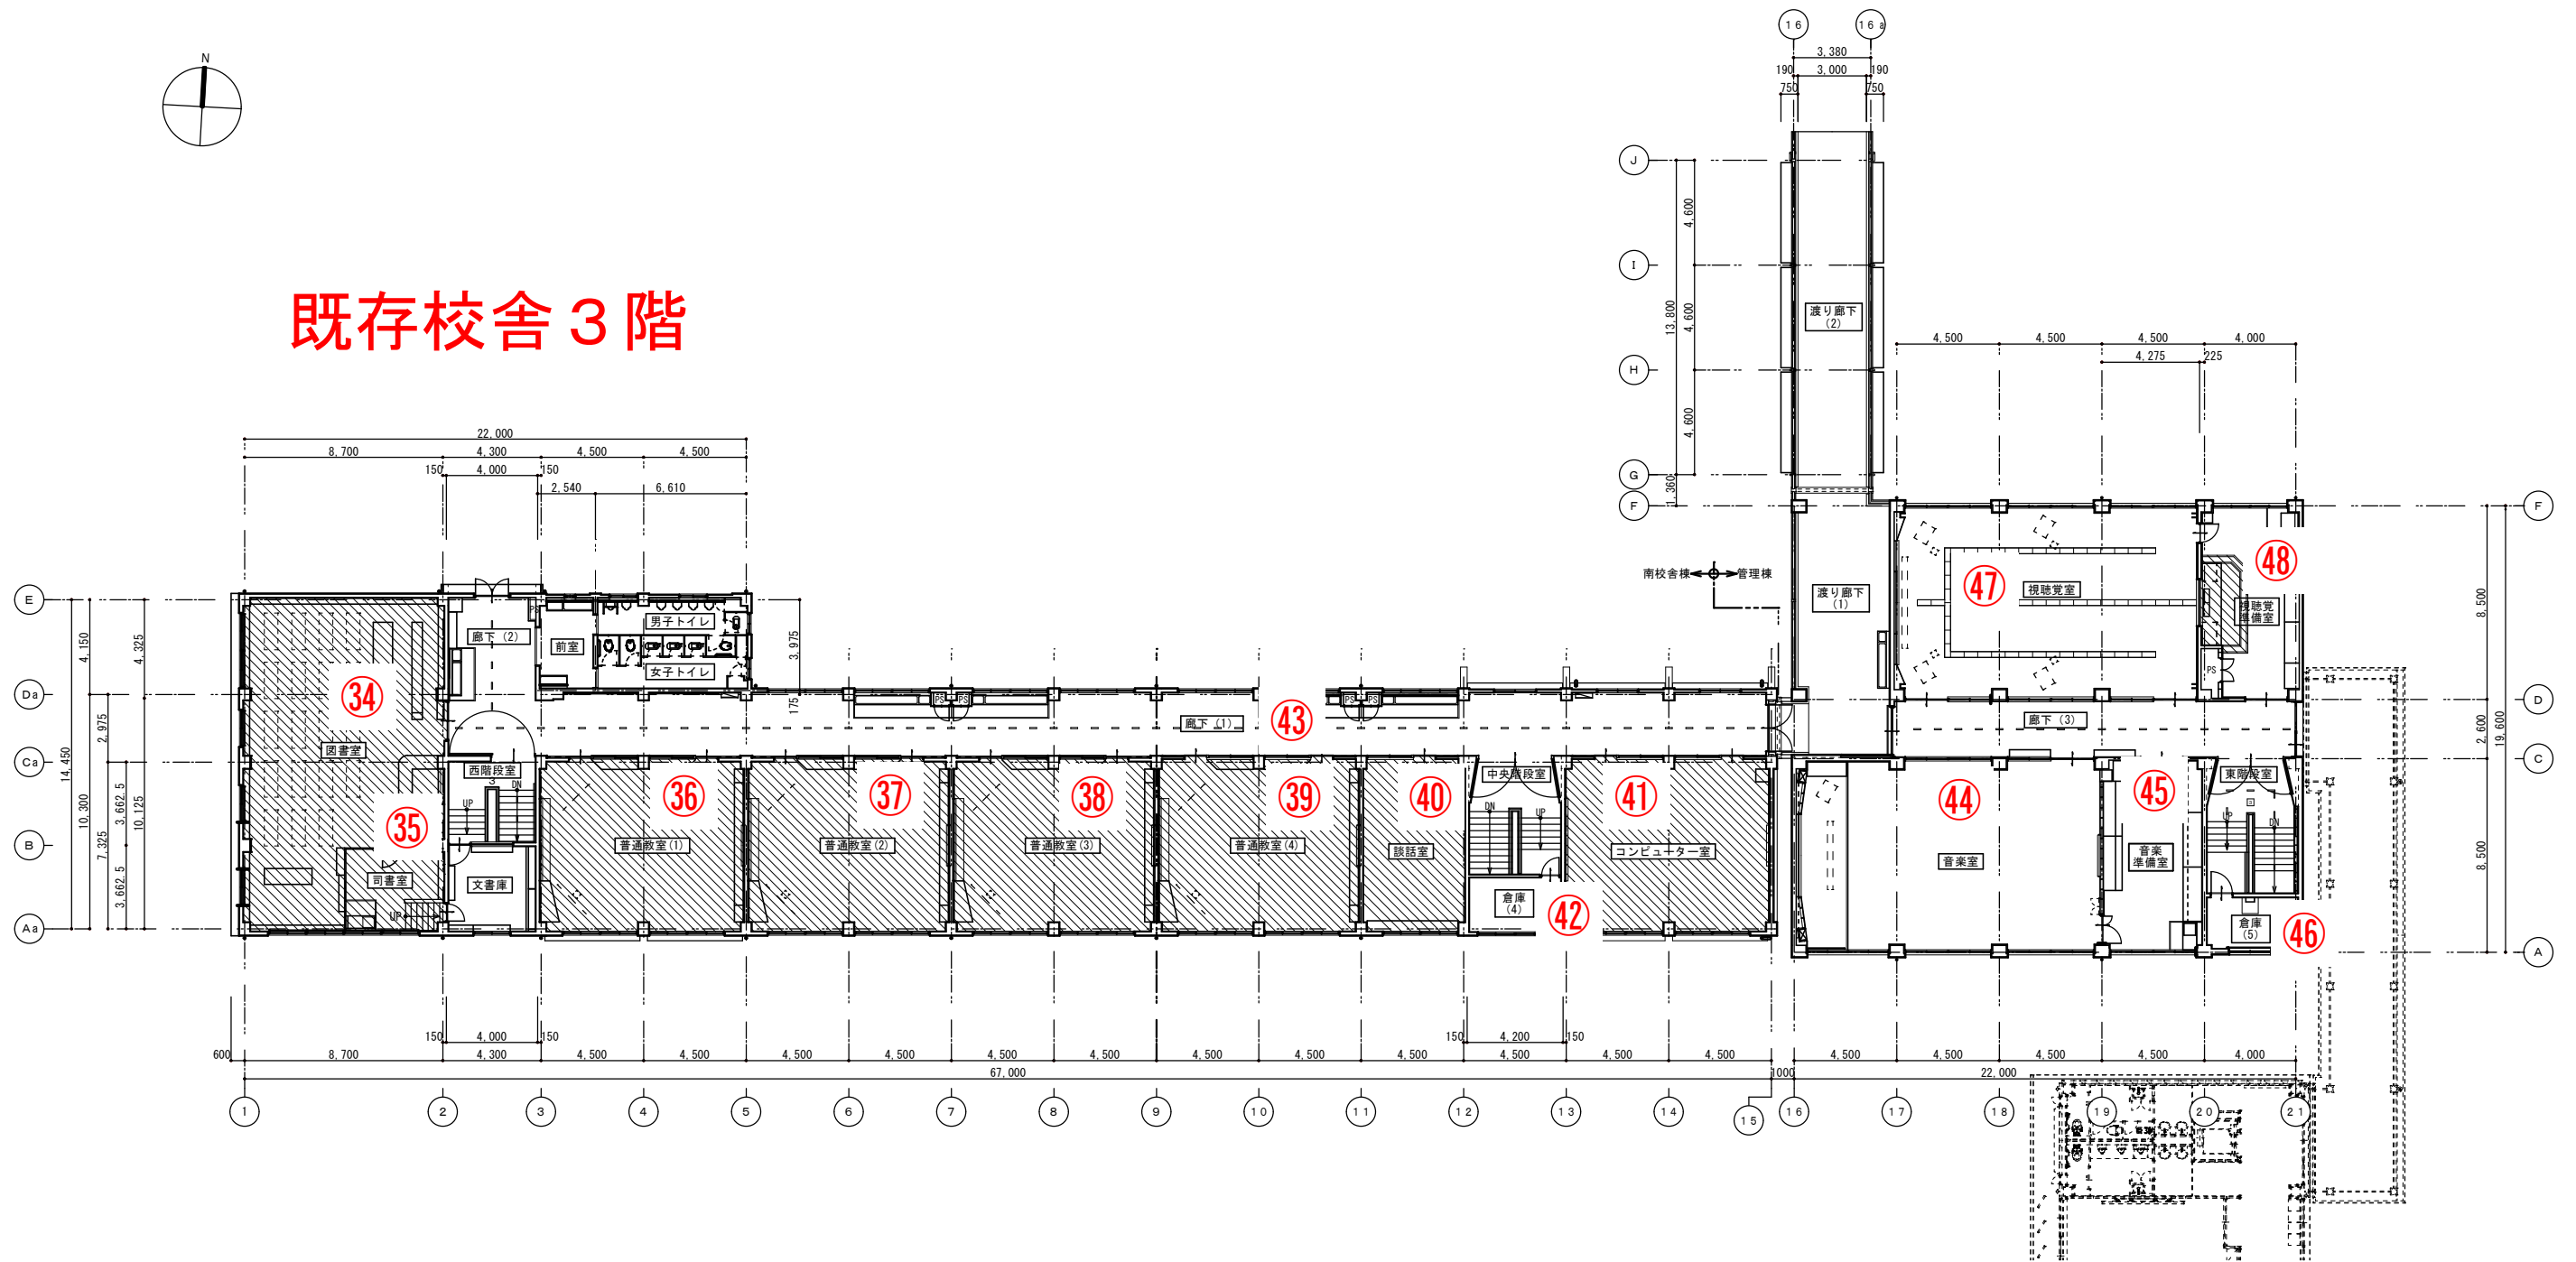 N
既存校舎３階
16 16a
3,380
190 3,000 190
750 750
J
4,600
I
13,800
4,600
H
4,600
G
1,360
F
渡り廊下
(2)
4,500 4,500 4,500 4,000
4,275 225
22,000
8,700 4,300 4,500 4,500
150 4,000 150
2,540 6,610
F
南校舎棟 管理棟
渡り廊下
(1)
㊼
視聴覚室
㊽
視聴覚
準備室
PS
8,500
E
4,150
4,325
廊下 (2)
PS
前室
男子トイレ
女子トイレ
3,975
175
Da
㉞
図書室
PS PS
廊下 (1)
㊸
PS PS
廊下 (3)
D
2,600
19,600
C
2,975
14,450
Ca
10,300
7,325
3,662.5
3,662.5
10,125
西階段室
3
DN
UP
㉟
司書室
UP
文書庫
㊱
普通教室(1)
㊲
普通教室(2)
㊳
普通教室(3)
㊴
普通教室(4)
㊵
談話室
中央階段室
DN UP
倉庫
(4)
㊷
㊶
コンピューター室
㊹
音楽室
㊺
音楽
準備室
東階段室
UP DN
倉庫
(5)
㊻
8,500
B
Aa
A
150 4,000 150
150 4,200 150
600 8,700 4,300 4,500 4,500 4,500 4,500 4,500 4,500 4,500 4,500 4,500 4,500 4,500 4,500 4,500 4,500 4,500 4,500 4,000
67,000 1000 22,000
1 2 3 4 5 6 7 8 9 10 11 12 13 14 15 16 17 18 19 20 21